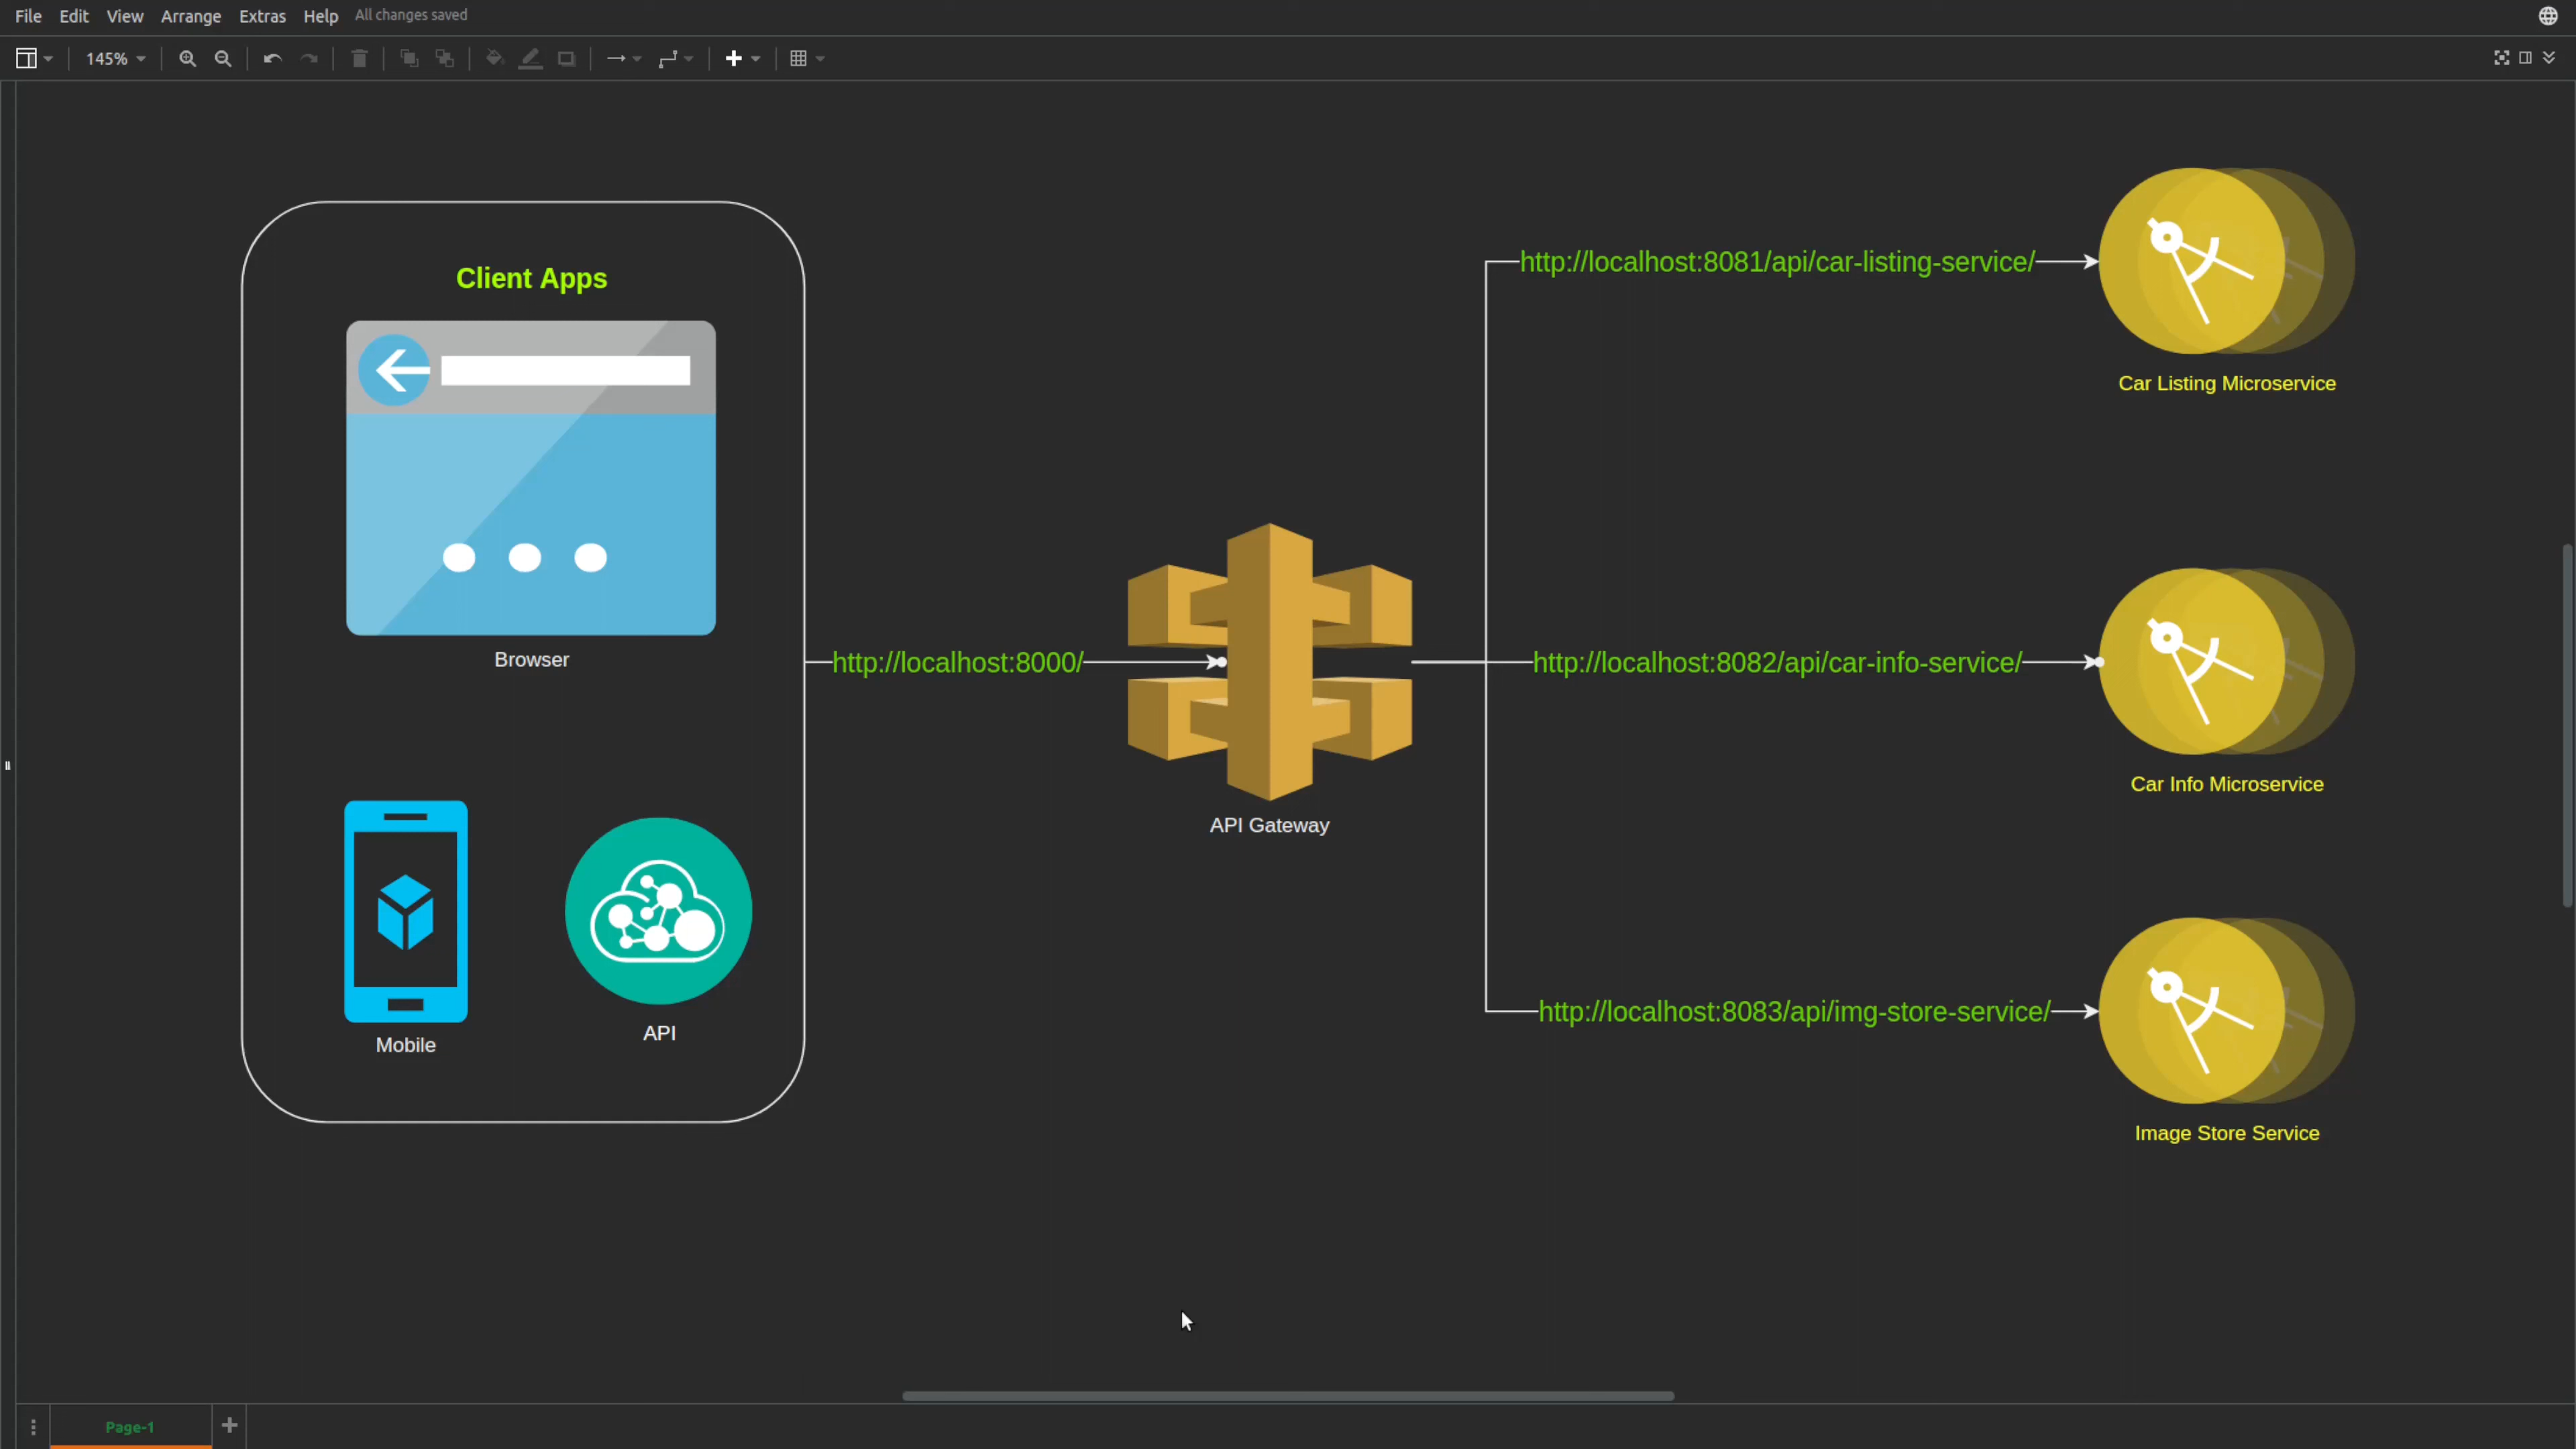 File Edit View Arrange Extras Help All changes saved
145%
Client Apps
Browser
Mobile
API
http://localhost:8000/
API Gateway
http://localhost:8081/api/car-listing-service/
Car Listing Microservice
http://localhost:8082/api/car-info-service/
Car Info Microservice
http://localhost:8083/api/img-store-service/
Image Store Service
Page-1